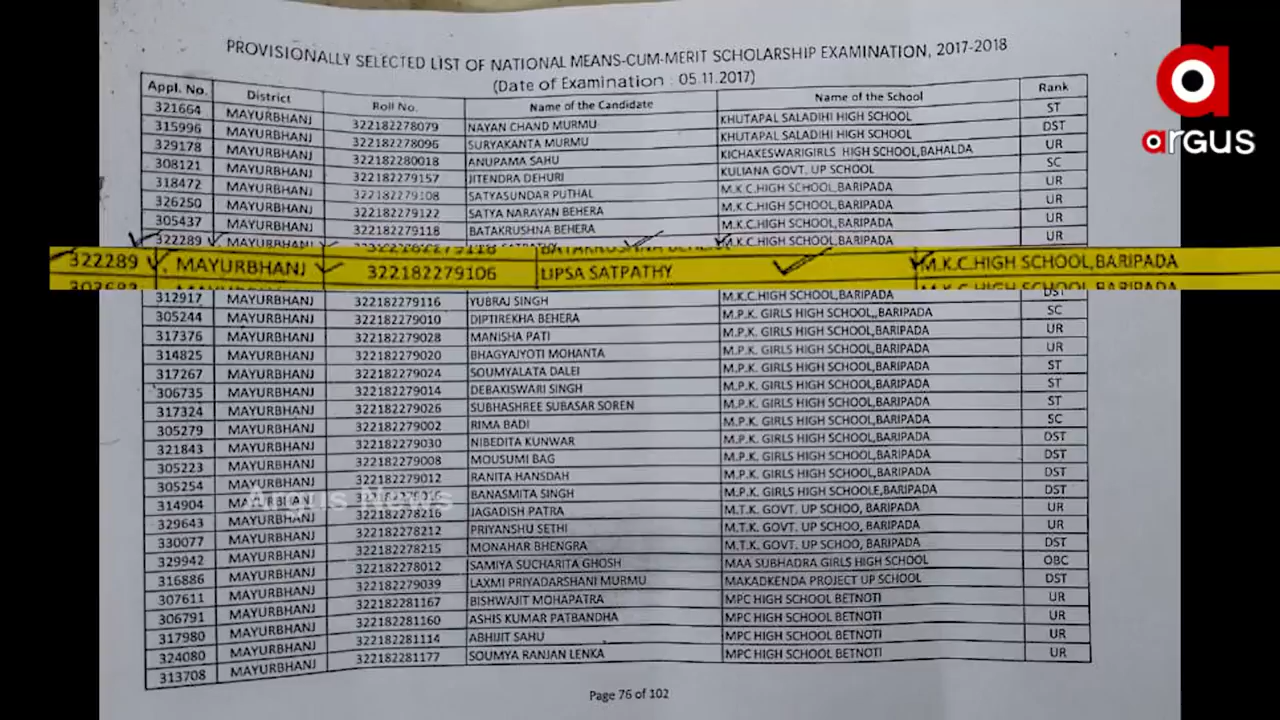 PROVISIONALLY SELECTED LIST OF NATIONAL MEANS-CUM-MERIT SCHOLARSHIP EXAMINATION, 2017-2018
(Date of Examination : 05.11.2017)
Appl. No. District Roll No. Name of the Candidate Name of the School Rank
321664 MAYURBHANJ 322182278079 NAYAN CHAND MURMU KHUTAPAL SALADIHI HIGH SCHOOL ST
315996 MAYURBHANJ 322182278096 SURYAKANTA MURMU KHUTAPAL SALADIHI HIGH SCHOOL DST
329178 MAYURBHANJ 322182280018 ANUPAMA SAHU KICHAKESWARIGIRLS HIGH SCHOOL,BAHALDA UR
308121 MAYURBHANJ 322182279157 JITENDRA DEHURI KULIANA GOVT. UP SCHOOL SC
318472 MAYURBHANJ 322182279108 SATYASUNDAR PUTHAL M.K.C.HIGH SCHOOL,BARIPADA UR
326250 MAYURBHANJ 322182279122 SATYA NARAYAN BEHERA M.K.C.HIGH SCHOOL,BARIPADA UR
305437 MAYURBHANJ 322182279118 BATAKRUSHNA BEHERA M.K.C.HIGH SCHOOL,BARIPADA UR
322289 MAYURBHANJ M.K.C.HIGH SCHOOL,BARIPADA UR
322289 MAYURBHANJ 322182279106 LIPSA SATPATHY M.K.C.HIGH SCHOOL,BARIPADA
312917 MAYURBHANJ 322182279116 YUBRAJ SINGH M.K.C.HIGH SCHOOL,BARIPADA DST
305244 MAYURBHANJ 322182279010 DIPTIREKHA BEHERA M.P.K. GIRLS HIGH SCHOOL,,BARIPADA SC
317376 MAYURBHANJ 322182279028 MANISHA PATI M.P.K. GIRLS HIGH SCHOOL,BARIPADA UR
314825 MAYURBHANJ 322182279020 BHAGYAJYOTI MOHANTA M.P.K. GIRLS HIGH SCHOOL,BARIPADA UR
317267 MAYURBHANJ 322182279024 SOUMYALATA DALEI M.P.K. GIRLS HIGH SCHOOL,BARIPADA ST
306735 MAYURBHANJ 322182279014 DEBAKISWARI SINGH M.P.K. GIRLS HIGH SCHOOL,BARIPADA ST
317324 MAYURBHANJ 322182279026 SUBHASHREE SUBASAR SOREN M.P.K. GIRLS HIGH SCHOOL,BARIPADA ST
305279 MAYURBHANJ 322182279002 RIMA BADI M.P.K. GIRLS HIGH SCHOOL,BARIPADA SC
321843 MAYURBHANJ 322182279030 NIBEDITA KUNWAR M.P.K. GIRLS HIGH SCHOOL,BARIPADA DST
305223 MAYURBHANJ 322182279008 MOUSUMI BAG M.P.K. GIRLS HIGH SCHOOL,BARIPADA DST
305254 MAYURBHANJ 322182279012 RANITA HANSDAH M.P.K. GIRLS HIGH SCHOOL,BARIPADA DST
314904 MAYURBHANJ BANASMITA SINGH M.P.K. GIRLS HIGH SCHOOLE,BARIPADA DST
Argus News
329643 MAYURBHANJ 322182278216 JAGADISH PATRA M.T.K. GOVT. UP SCHOO, BARIPADA UR
330077 MAYURBHANJ 322182278212 PRIYANSHU SETHI M.T.K. GOVT. UP SCHOO, BARIPADA UR
329942 MAYURBHANJ 322182278215 MONAHAR BHENGRA M.T.K. GOVT. UP SCHOO, BARIPADA DST
316886 MAYURBHANJ 322182278012 SAMIYA SUCHARITA GHOSH MAA SUBHADRA GIRLS HIGH SCHOOL OBC
307611 MAYURBHANJ 322182279039 LAXMI PRIYADARSHANI MURMU MAKADKENDA PROJECT UP SCHOOL DST
306791 MAYURBHANJ 322182281167 BISHWAJIT MOHAPATRA MPC HIGH SCHOOL BETNOTI UR
317980 MAYURBHANJ 322182281160 ASHIS KUMAR PATBANDHA MPC HIGH SCHOOL BETNOTI UR
324080 MAYURBHANJ 322182281114 ABHIJIT SAHU MPC HIGH SCHOOL BETNOTI UR
313708 MAYURBHANJ 322182281177 SOUMYA RANJAN LENKA MPC HIGH SCHOOL BETNOTI UR
Page 76 of 102
argus